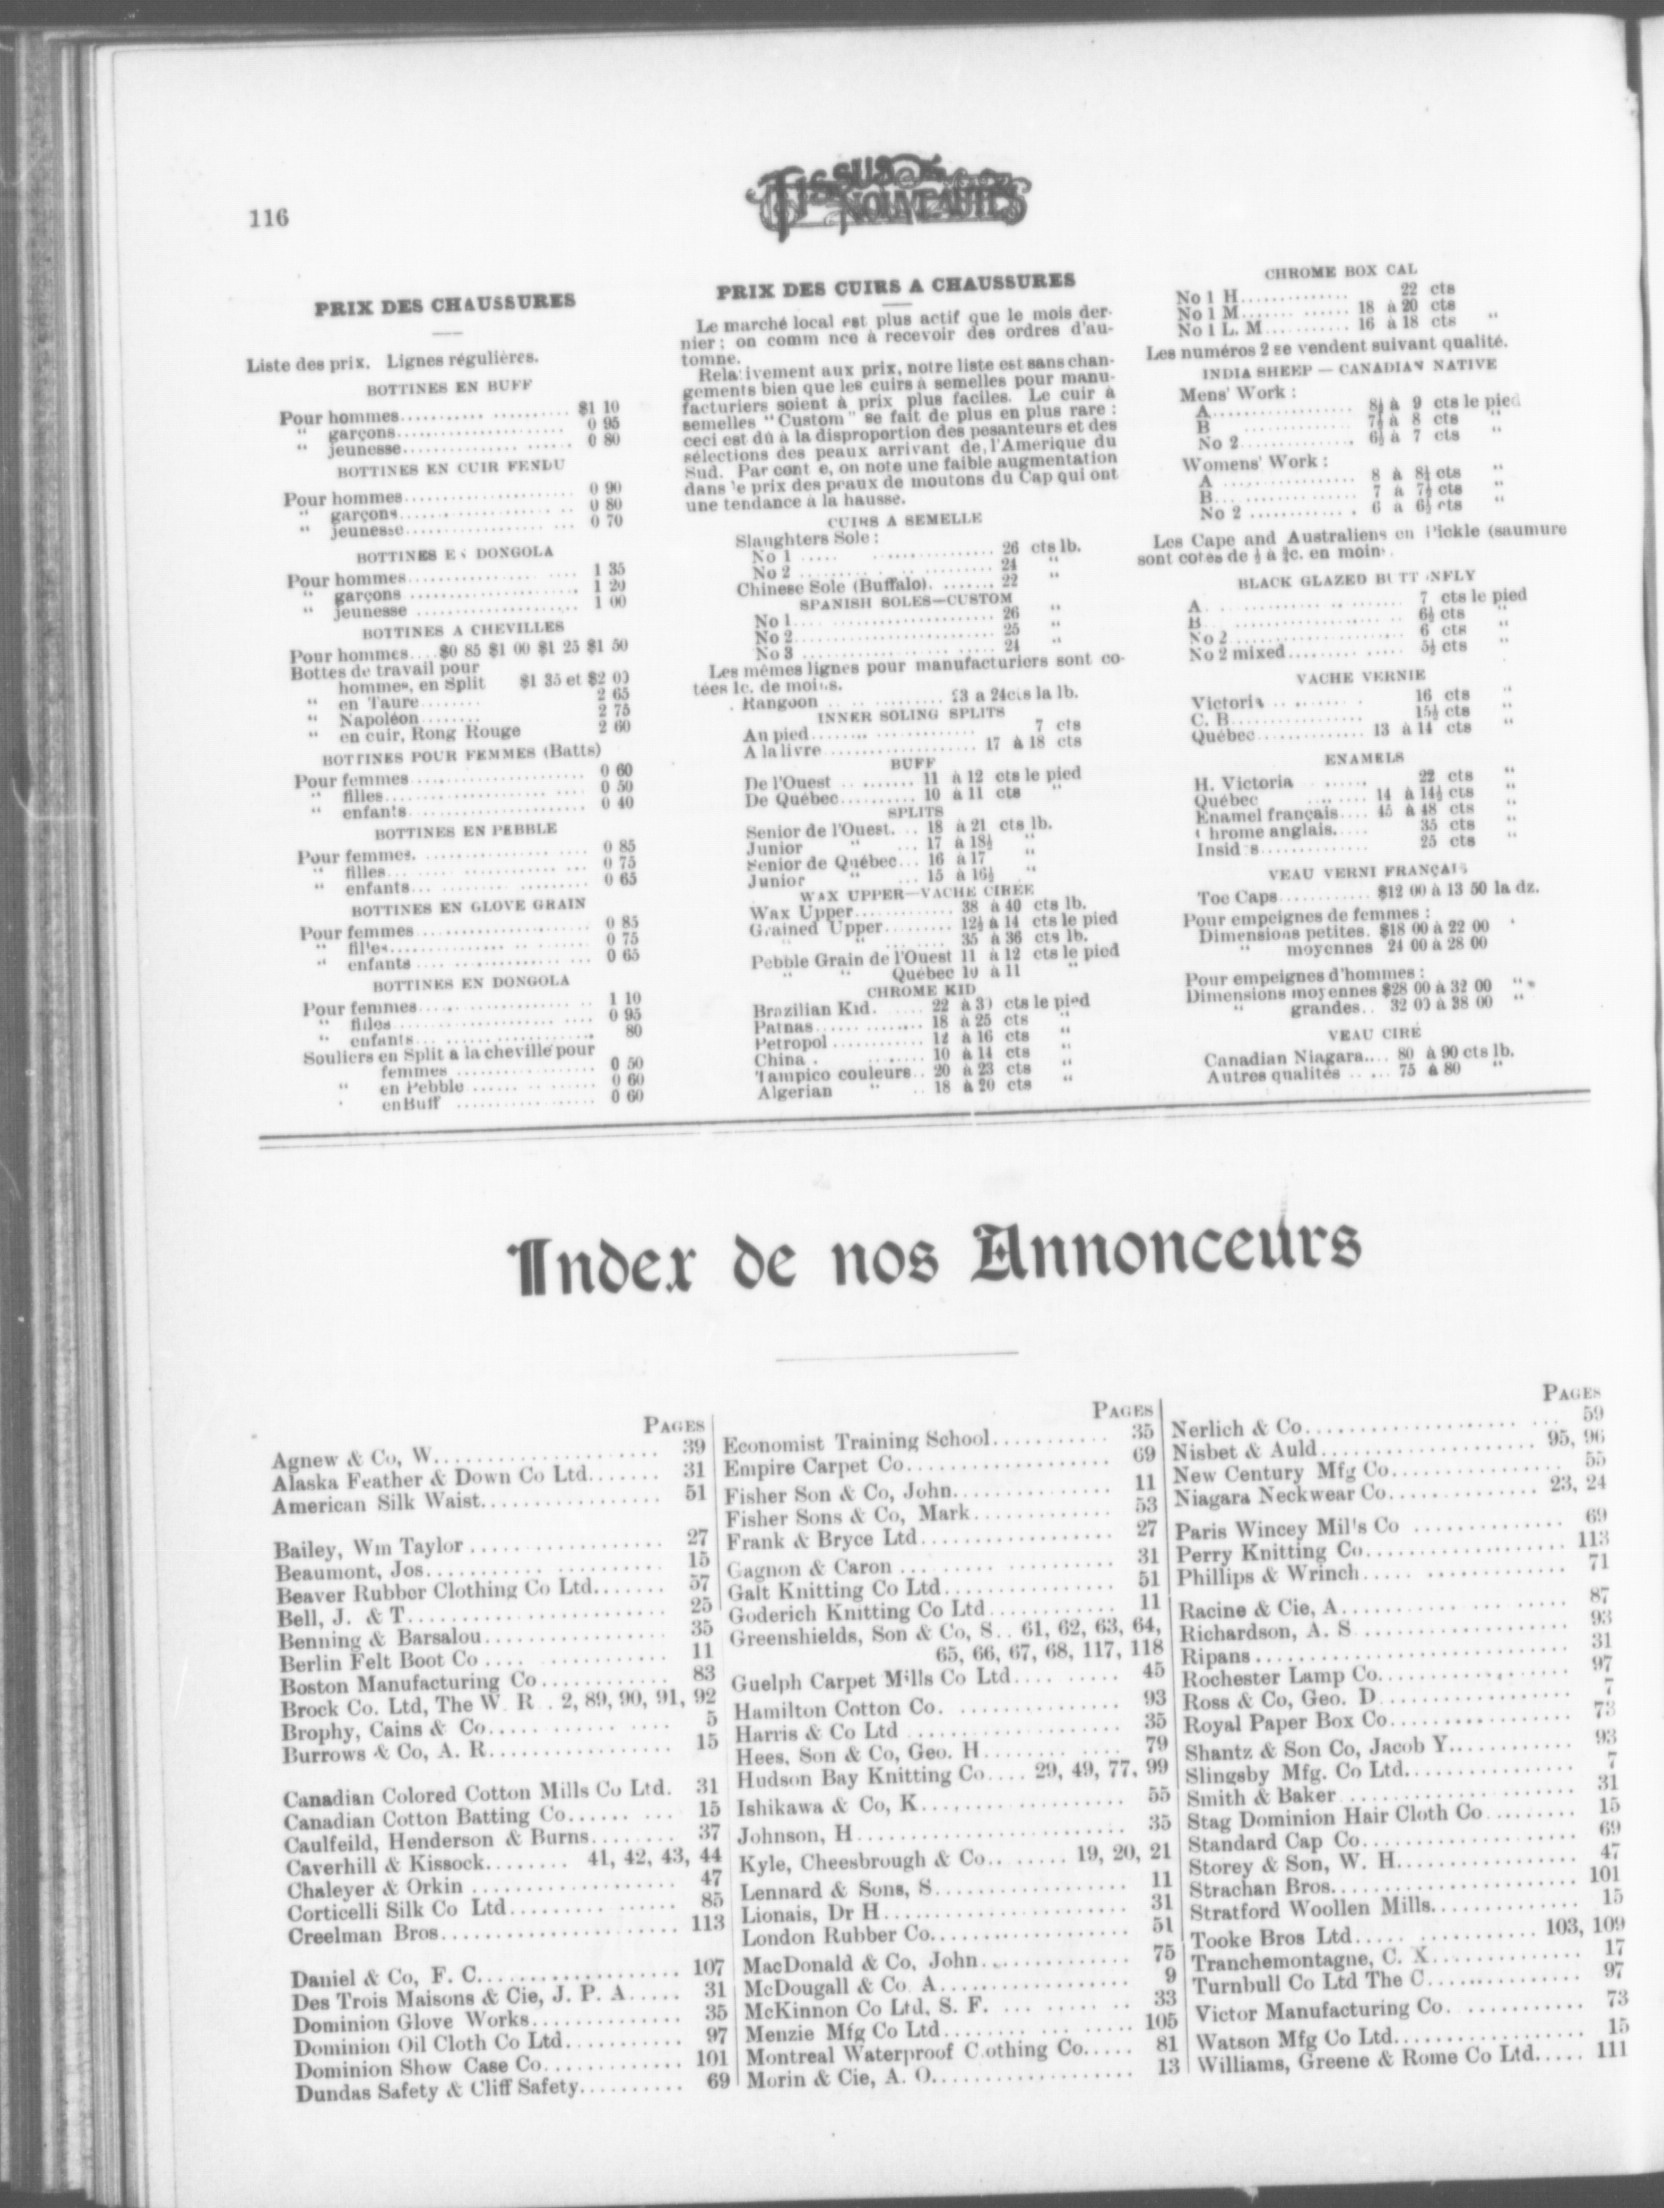 116
TISSUS & NOUVEAUTÉS
PRIX DES CHAUSSURES
Liste des prix. Lignes régulières.
BOTTINES EN BUFF
Pour hommes .......... $1 10
“ garçons .......... 0 95
“ jeunesse .......... 0 80
BOTTINES EN CUIR FENDU
Pour hommes .......... 0 90
“ garçons .......... 0 80
“ jeunesse .......... 0 70
BOTTINES EN DONGOLA
Pour hommes .......... 1 35
“ garçons .......... 1 20
“ jeunesse .......... 1 00
BOTTINES A CHEVILLES
Pour hommes.... $0 85 $1 00 $1 25 $1 50
Bottes de travail pour
hommes, en Split $1 35 et $2 00
“ en Taure ........ 2 65
“ Napoléon ........ 2 75
“ en cuir, Rong Rouge 2 60
BOTTINES POUR FEMMES (Batts)
Pour femmes .......... 0 60
“ filles .......... 0 50
“ enfants .......... 0 40
BOTTINES EN PEBBLE
Pour femmes .......... 0 85
“ filles .......... 0 75
“ enfants .......... 0 65
BOTTINES EN GLOVE GRAIN
Pour femmes .......... 0 85
“ filles .......... 0 75
“ enfants .......... 0 65
BOTTINES EN DONGOLA
Pour femmes .......... 1 10
“ filles .......... 0 95
“ enfants .......... 80
Souliers en Split a la cheville pour
femmes .......... 0 50
“ en Pebble .......... 0 60
en Buff .......... 0 60
PRIX DES CUIRS A CHAUSSURES
Le marché local est plus actif que le mois der-
nier ; on comm nce à recevoir des ordres d'au-
tomne.
Relativement aux prix, notre liste est sans chan-
gements bien que les cuirs à semelles pour manu-
facturiers soient à prix plus faciles. Le cuir à
semelles “Custom” se fait de plus en plus rare :
ceci est dû à la disproportion des pesanteurs et des
sélections des peaux arrivant de l'Amérique du
Sud. Par cont e, on note une faible augmentation
dans le prix des peaux de moutons du Cap qui ont
une tendance à la hausse.
CUIRS A SEMELLE
Slaughters Sole :
No 1 .......... 26 cts lb.
No 2 .......... 24 “
Chinese Sole (Buffalo). ....... 22 “
SPANISH SOLES—CUSTOM
No 1 .......... 26 “
No 2 .......... 25 “
No 3 .......... 24 “
Les mêmes lignes pour manufacturiers sont co-
tées 1c. de moins.
Rangoon .......... 23 a 24 cts la lb.
INNER SOLING SPLITS
Au pied .......... 7 cts
A la livre .......... 17 à 18 cts
BUFF
De l'Ouest .......... 11 à 12 cts le pied
De Québec .......... 10 à 11 cts “
SPLITS
Senior de l'Ouest. .. 18 à 21 cts lb.
Junior “ ... 17 à 18½ “
Senior de Québec... 16 à 17 “
Junior “ ... 15 à 16½ “
WAX UPPER—VACHE CIRÉE
Wax Upper .......... 38 à 40 cts lb.
Grained Upper ......... 12½ à 14 cts le pied
“ “ ........ 35 à 36 cts lb.
Pebble Grain de l'Ouest 11 à 12 cts le pied
“ “ Québec 10 à 11 “
CHROME KID
Brazilian Kid. ...... 22 à 30 cts le pied
Patnas .......... 18 à 25 cts “
Petropol .......... 12 à 16 cts “
China .......... 10 à 14 cts “
Tampico couleurs.. 20 à 23 cts “
Algerian “ .. 18 à 20 cts “
CHROME BOX CAL
No 1 H .......... 22 cts
No 1 M .......... 18 à 20 cts
No 1 L. M .......... 16 à 18 cts “
Les numéros 2 se vendent suivant qualité.
INDIA SHEEP — CANADIAN NATIVE
Mens' Work :
A .......... 8½ à 9 cts le pied
B .......... 7½ à 8 cts “
No 2 .......... 6½ à 7 cts “
Womens' Work :
A .......... 8 à 8½ cts “
B .......... 7 à 7½ cts “
No 2 .......... 6 à 6½ cts “
Les Cape and Australiens en Pickle (saumure
sont cotés de ½ à ¾c. en moins.
BLACK GLAZED BUTTONFLY
A .......... 7 cts le pied
B .......... 6½ cts “
No 2 .......... 6 cts “
No 2 mixed .......... 5½ cts “
VACHE VERNIE
Victoria .......... 16 cts “
C. B. .......... 15½ cts “
Québec .......... 13 à 14 cts “
ENAMELS
H. Victoria ...... 22 cts “
Québec ...... 14 à 14½ cts “
Enamel français .... 45 à 48 cts “
Chrome anglais. .... 35 cts “
Insid s .......... 25 cts “
VEAU VERNI FRANÇAIS
Toe Caps .......... $12 00 à 13 50 la dz.
Pour empeignes de femmes :
Dimensions petites. $18 00 à 22 00
“ moyennes 24 00 à 28 00
Pour empeignes d'hommes :
Dimensions moyennes $28 00 à 32 00 “
“ grandes.. 32 00 à 38 00 “
VEAU CIRÉ
Canadian Niagara.... 80 à 90 cts lb.
Autres qualités ..... 75 à 80 “
Index de nos Annonceurs
PAGES
Agnew & Co, W. .......... 39
Alaska Feather & Down Co Ltd ....... 31
American Silk Waist .......... 51
Bailey, Wm Taylor .......... 27
Beaumont, Jos .......... 15
Beaver Rubber Clothing Co Ltd ....... 57
Bell, J. & T .......... 25
Benning & Barsalou .......... 35
Berlin Felt Boot Co .......... 11
Boston Manufacturing Co .......... 83
Brock Co. Ltd, The W. R .. 2, 89, 90, 91, 92
Brophy, Cains & Co .......... 5
Burrows & Co, A. R .......... 15
Canadian Colored Cotton Mills Co Ltd. 31
Canadian Cotton Batting Co .......... 15
Caulfeild, Henderson & Burns ........ 37
Caverhill & Kissock ........ 41, 42, 43, 44
Chaleyer & Orkin .......... 47
Corticelli Silk Co Ltd .......... 85
Creelman Bros .......... 113
Daniel & Co, F. C .......... 107
Des Trois Maisons & Cie, J. P. A ..... 31
Dominion Glove Works .......... 35
Dominion Oil Cloth Co Ltd .......... 97
Dominion Show Case Co .......... 101
Dundas Safety & Cliff Safety .......... 69
PAGES
Economist Training School .......... 35
Empire Carpet Co .......... 69
Fisher Son & Co, John .......... 11
Fisher Sons & Co, Mark .......... 53
Frank & Bryce Ltd .......... 27
Gagnon & Caron .......... 31
Galt Knitting Co Ltd .......... 51
Goderich Knitting Co Ltd .......... 11
Greenshields, Son & Co, S .. 61, 62, 63, 64,
65, 66, 67, 68, 117, 118
Guelph Carpet Mills Co Ltd .......... 45
Hamilton Cotton Co. .......... 93
Harris & Co Ltd .......... 35
Hees, Son & Co, Geo. H .......... 79
Hudson Bay Knitting Co .... 29, 49, 77, 99
Ishikawa & Co, K .......... 55
Johnson, H .......... 35
Kyle, Cheesbrough & Co ........ 19, 20, 21
Lennard & Sons, S .......... 11
Lionais, Dr H .......... 31
London Rubber Co .......... 51
MacDonald & Co, John .......... 75
McDougall & Co. A .......... 9
McKinnon Co Ltd, S. F. .......... 33
Menzie Mfg Co Ltd .......... 105
Montreal Waterproof C othing Co ..... 81
Morin & Cie, A. O .......... 13
PAGES
Nerlich & Co .......... 59
Nisbet & Auld .......... 95, 96
New Century Mfg Co .......... 55
Niagara Neckwear Co .......... 23, 24
Paris Wincey Mil's Co .......... 69
Perry Knitting Co .......... 113
Phillips & Wrinch .......... 71
Racine & Cie, A .......... 87
Richardson, A. S .......... 93
Ripans .......... 31
Rochester Lamp Co .......... 97
Ross & Co, Geo. D .......... 7
Royal Paper Box Co .......... 73
Shantz & Son Co, Jacob Y .......... 93
Slingsby Mfg. Co Ltd .......... 7
Smith & Baker .......... 31
Stag Dominion Hair Cloth Co ......... 15
Standard Cap Co .......... 69
Storey & Son, W. H .......... 47
Strachan Bros .......... 101
Stratford Woollen Mills .......... 15
Tooke Bros Ltd .......... 103, 109
Tranchemontagne, C. X .......... 17
Turnbull Co Ltd The C .......... 97
Victor Manufacturing Co .......... 73
Watson Mfg Co Ltd .......... 15
Williams, Greene & Rome Co Ltd ..... 111